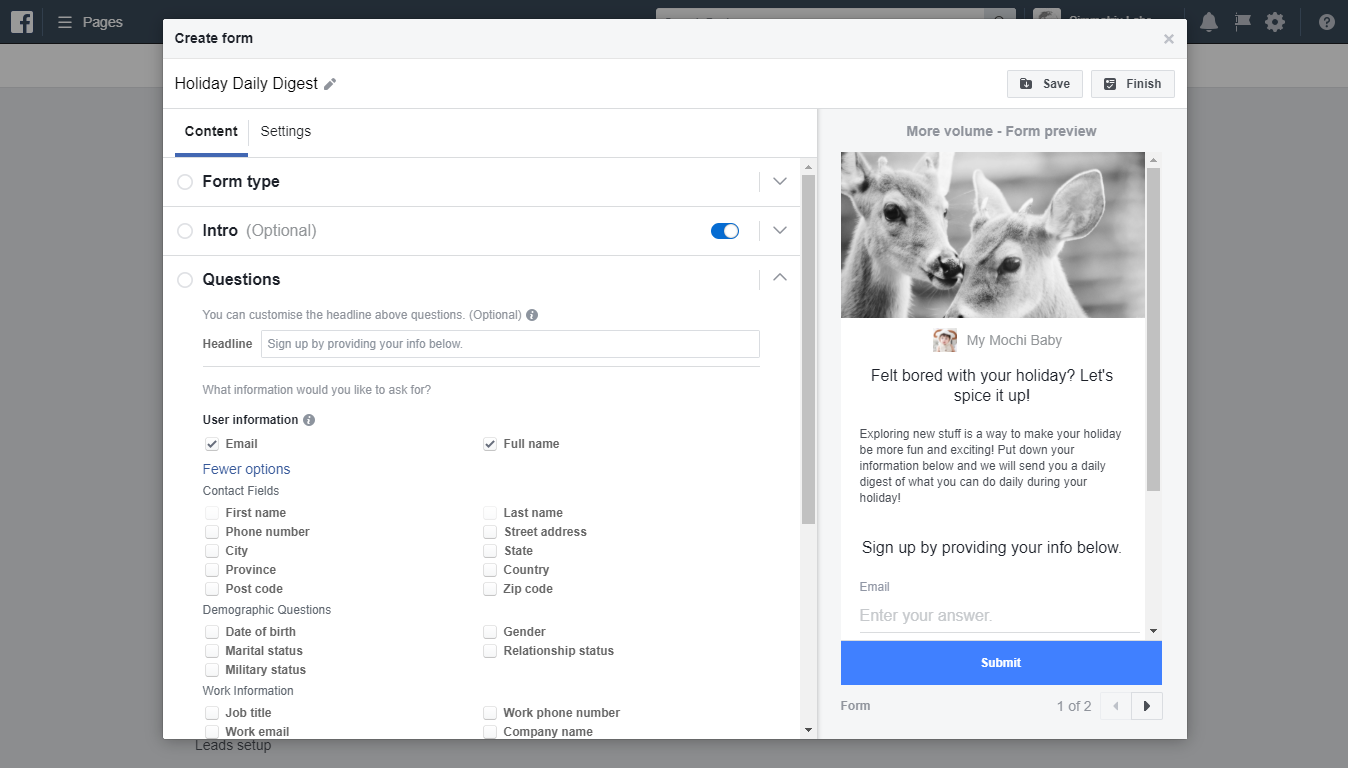 Pages
Create form
Holiday Daily Digest
Save
Finish
Content
Settings
More volume - Form preview
Form type
Intro (Optional)
Questions
You can customise the headline above questions. (Optional)
Headline
Sign up by providing your info below.
What information would you like to ask for?
User information
Email
Full name
Fewer options
Contact Fields
First name
Last name
Phone number
Street address
City
State
Province
Country
Post code
Zip code
Demographic Questions
Date of birth
Gender
Marital status
Relationship status
Military status
Work Information
Job title
Work phone number
Work email
Company name
My Mochi Baby
Felt bored with your holiday? Let's
spice it up!
Exploring new stuff is a way to make your holiday
be more fun and exciting! Put down your
information below and we will send you a daily
digest of what you can do daily during your
holiday!
Sign up by providing your info below.
Email
Enter your answer.
Submit
Form
1 of 2
Leads setup